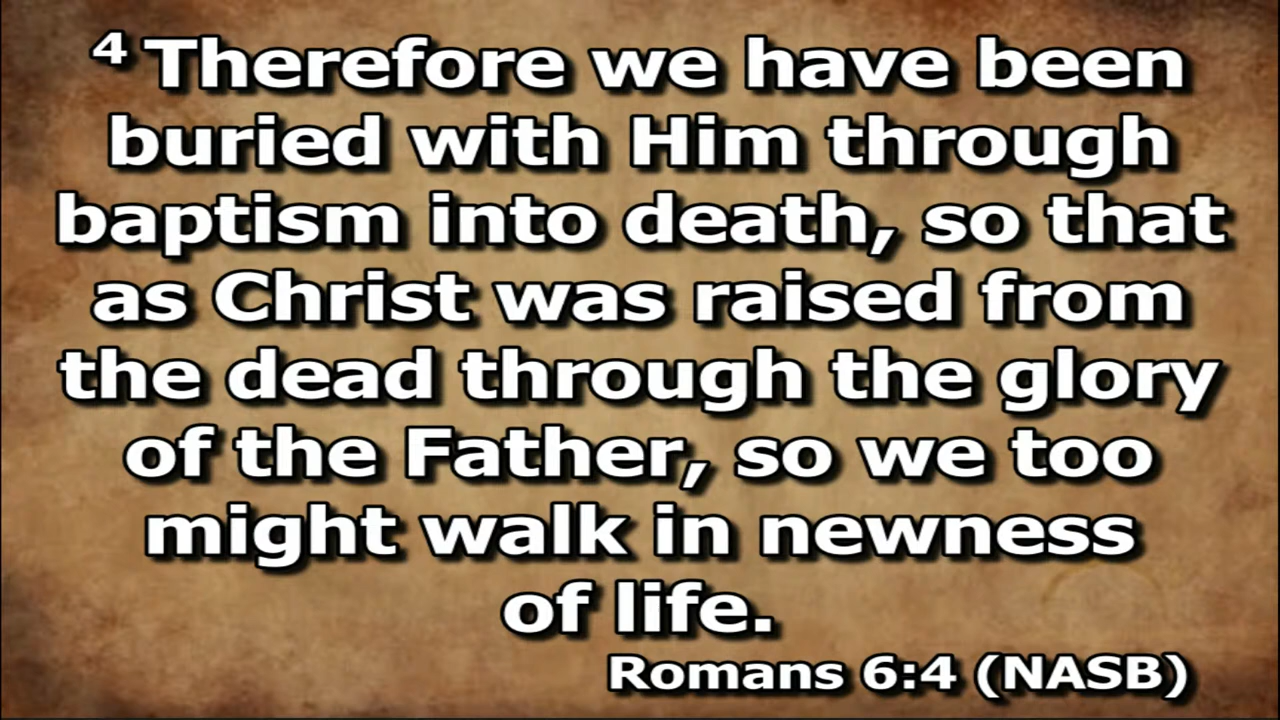 4 Therefore we have been
buried with Him through
baptism into death, so that
as Christ was raised from
the dead through the glory
of the Father, so we too
might walk in newness
of life.
Romans 6:4 (NASB)